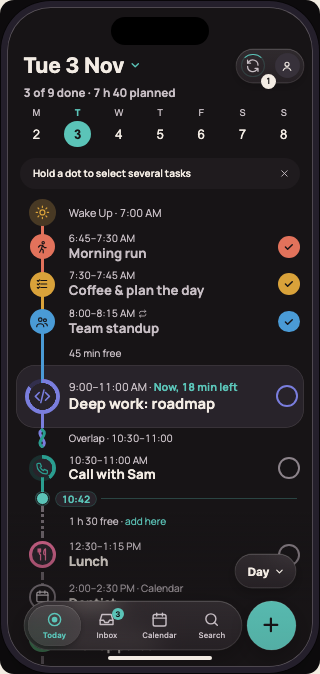 Tue 3 Nov
1
3 of 9 done · 7 h 40 planned
M T W T F S S
2 3 4 5 6 7 8
Hold a dot to select several tasks
Wake Up · 7:00 AM
6:45–7:30 AM
Morning run
7:30–7:45 AM
Coffee & plan the day
8:00–8:15 AM
Team standup
45 min free
9:00–11:00 AM · Now, 18 min left
Deep work: roadmap
Overlap · 10:30–11:00
10:30–11:00 AM
Call with Sam
10:42
1 h 30 free · add here
12:30–1:15 PM
Lunch
Day
2:00–2:30 PM · Calendar
3
Today
Inbox
Calendar
Search